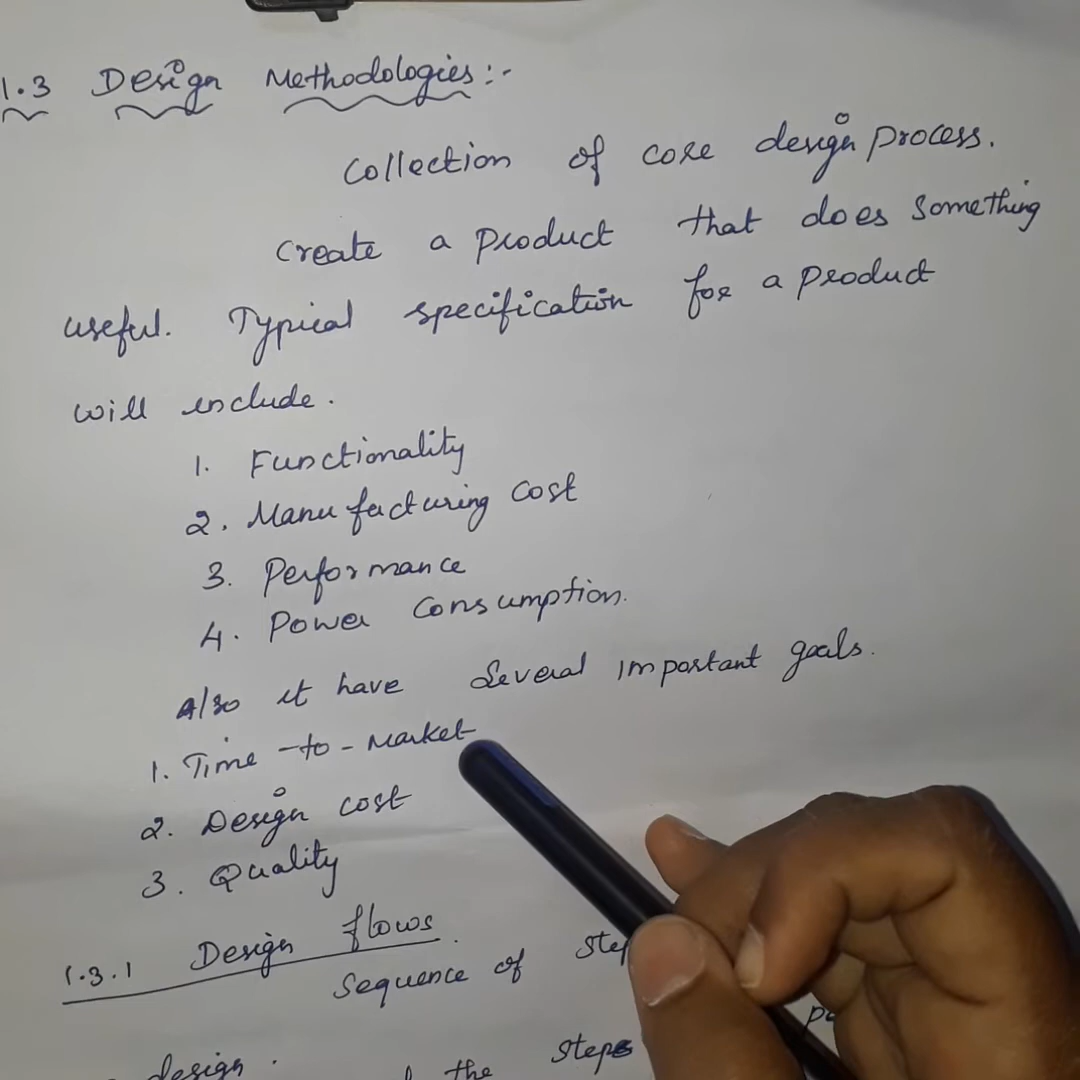 1.3 Design Methodologies:-
Collection of core design process.
Create a product that does something
useful. Typical specification for a product
will include.
1. Functionality
2. Manufacturing cost
3. Performance
4. Power Consumption.
Also it have several important goals.
1. Time-to-Market
2. Design cost
3. Quality
1.3.1 Design flows.
Sequence of
design. the steps